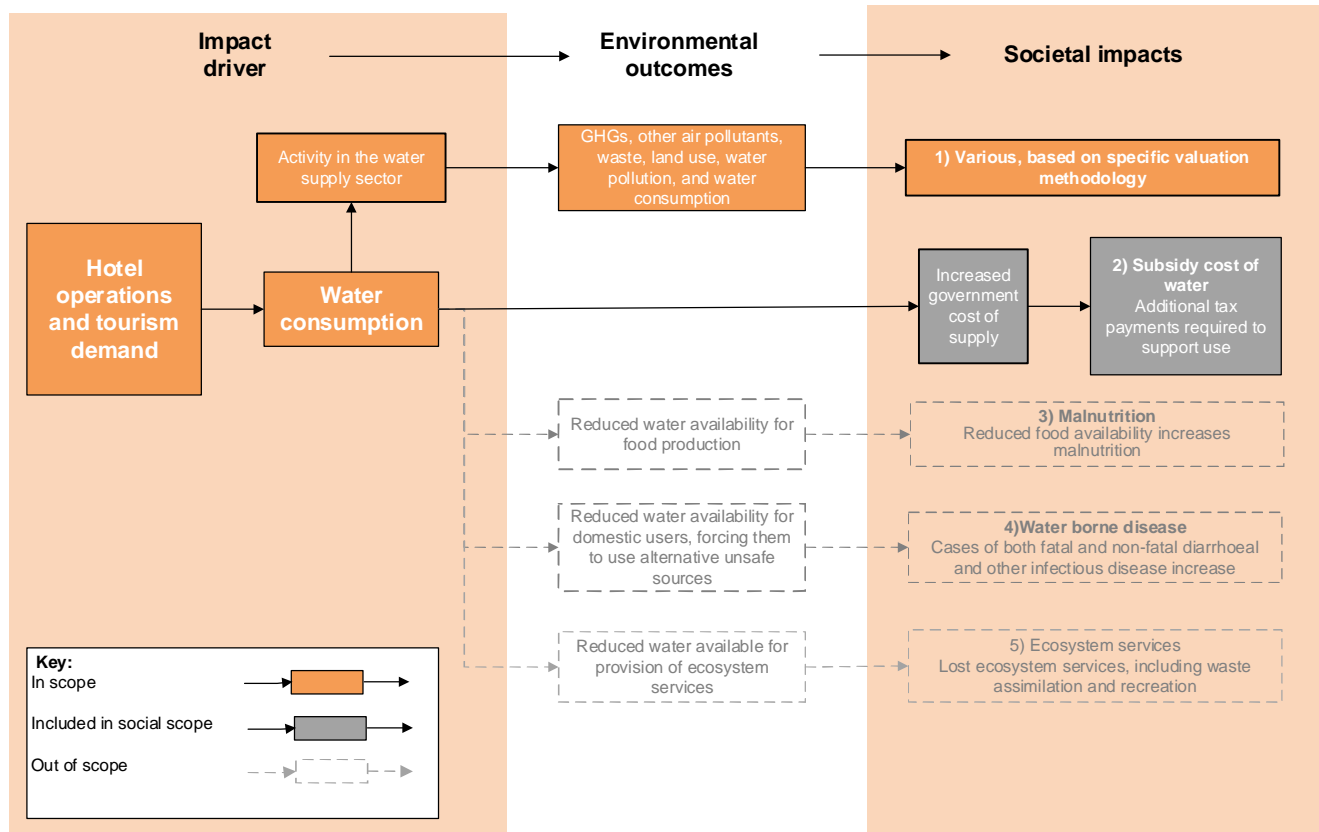 Impact
driver
Environmental
outcomes
Societal impacts
Activity in the water
supply sector
GHGs, other air pollutants,
waste, land use, water
pollution, and water
consumption
1) Various, based on specific valuation
methodology
Hotel
operations
and tourism
demand
Water
consumption
Increased
government
cost of
supply
2) Subsidy cost of
water
Additional tax
payments required to
support use
Reduced water availability for
food production
3) Malnutrition
Reduced food availability increases
malnutrition
Reduced water availability for
domestic users, forcing them
to use alternative unsafe
sources
4)Water borne disease
Cases of both fatal and non-fatal diarrhoeal
and other infectious disease increase
Reduced water available for
provision of ecosystem
services
5) Ecosystem services
Lost ecosystem services, including waste
assimilation and recreation
Key:
In scope
Included in social scope
Out of scope